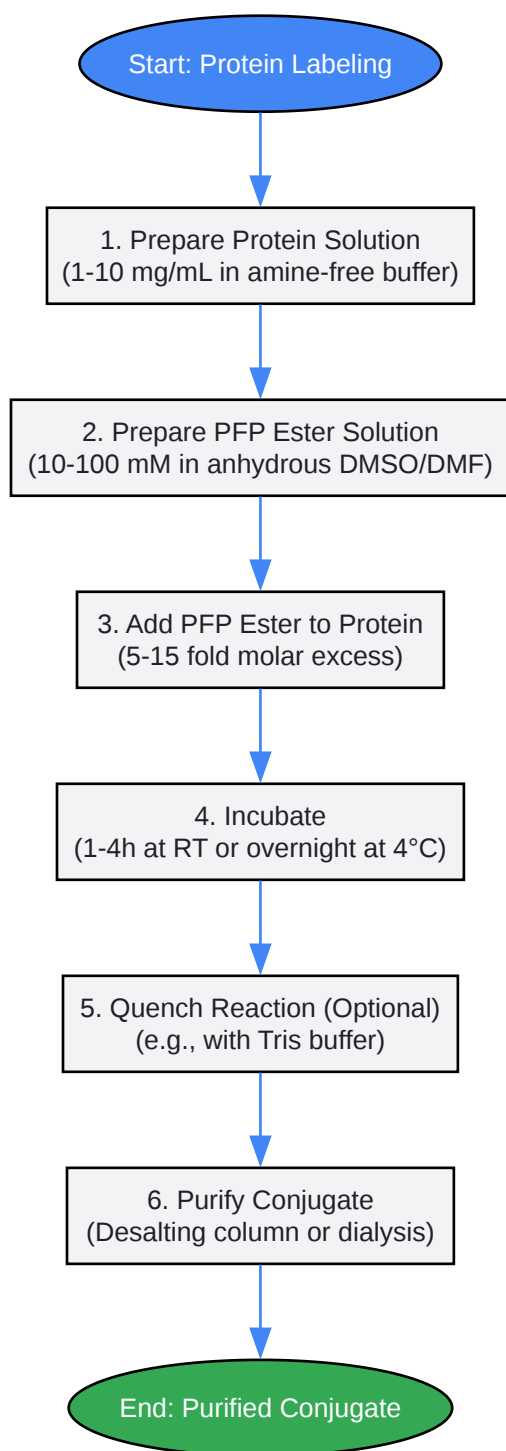 Start: Protein Labeling
1. Prepare Protein Solution
(1-10 mg/mL in amine-free buffer)
2. Prepare PFP Ester Solution
(10-100 mM in anhydrous DMSO/DMF)
3. Add PFP Ester to Protein
(5-15 fold molar excess)
4. Incubate
(1-4h at RT or overnight at 4°C)
5. Quench Reaction (Optional)
(e.g., with Tris buffer)
6. Purify Conjugate
(Desalting column or dialysis)
End: Purified Conjugate